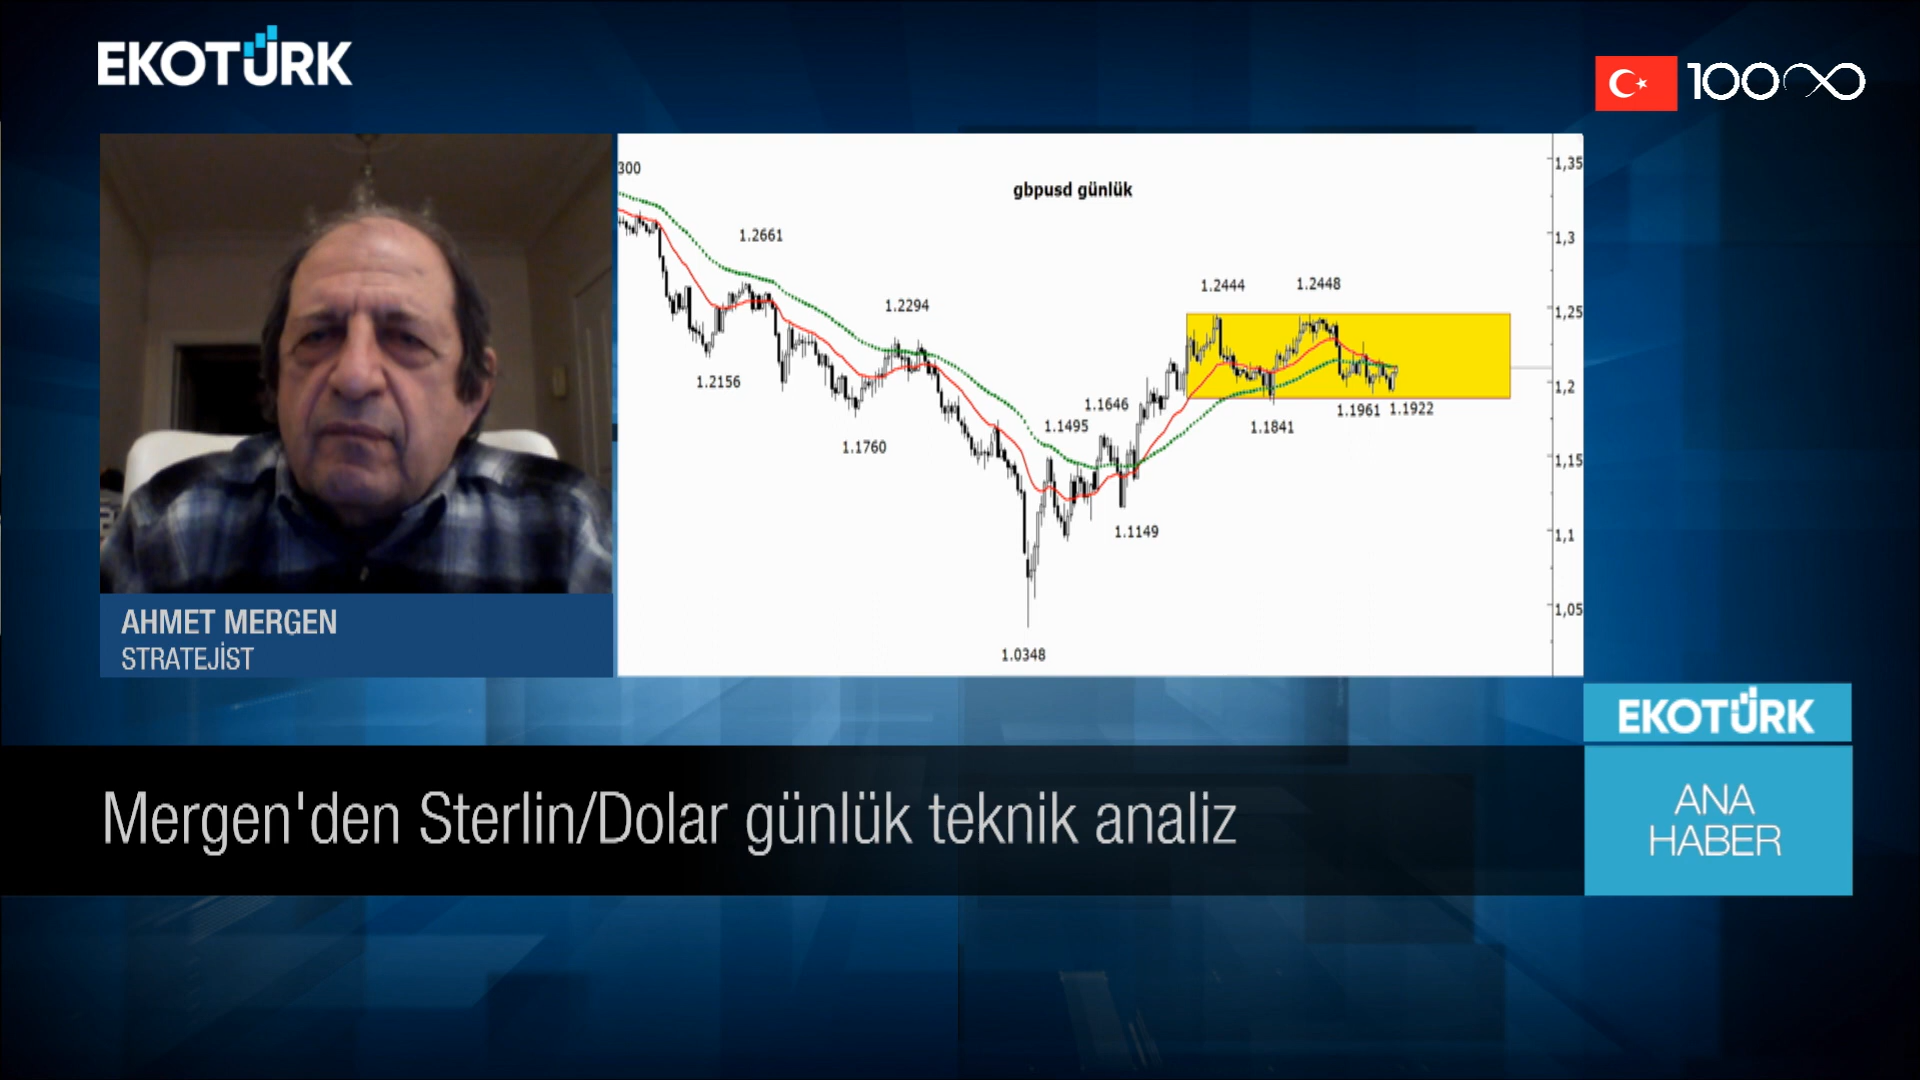 EKOTÜRK
100
300
gbpusd günlük
1.2661
1.2156
1.2294
1.1760
1.0348
1.1495
1.1646
1.1149
1.2444
1.2448
1.1841
1.1961
1.1922
1,35
1,3
1,25
1,2
1,15
1,1
1,05
AHMET MERGEN
STRATEJİST
EKOTÜRK
Mergen'den Sterlin/Dolar günlük teknik analiz
ANA
HABER